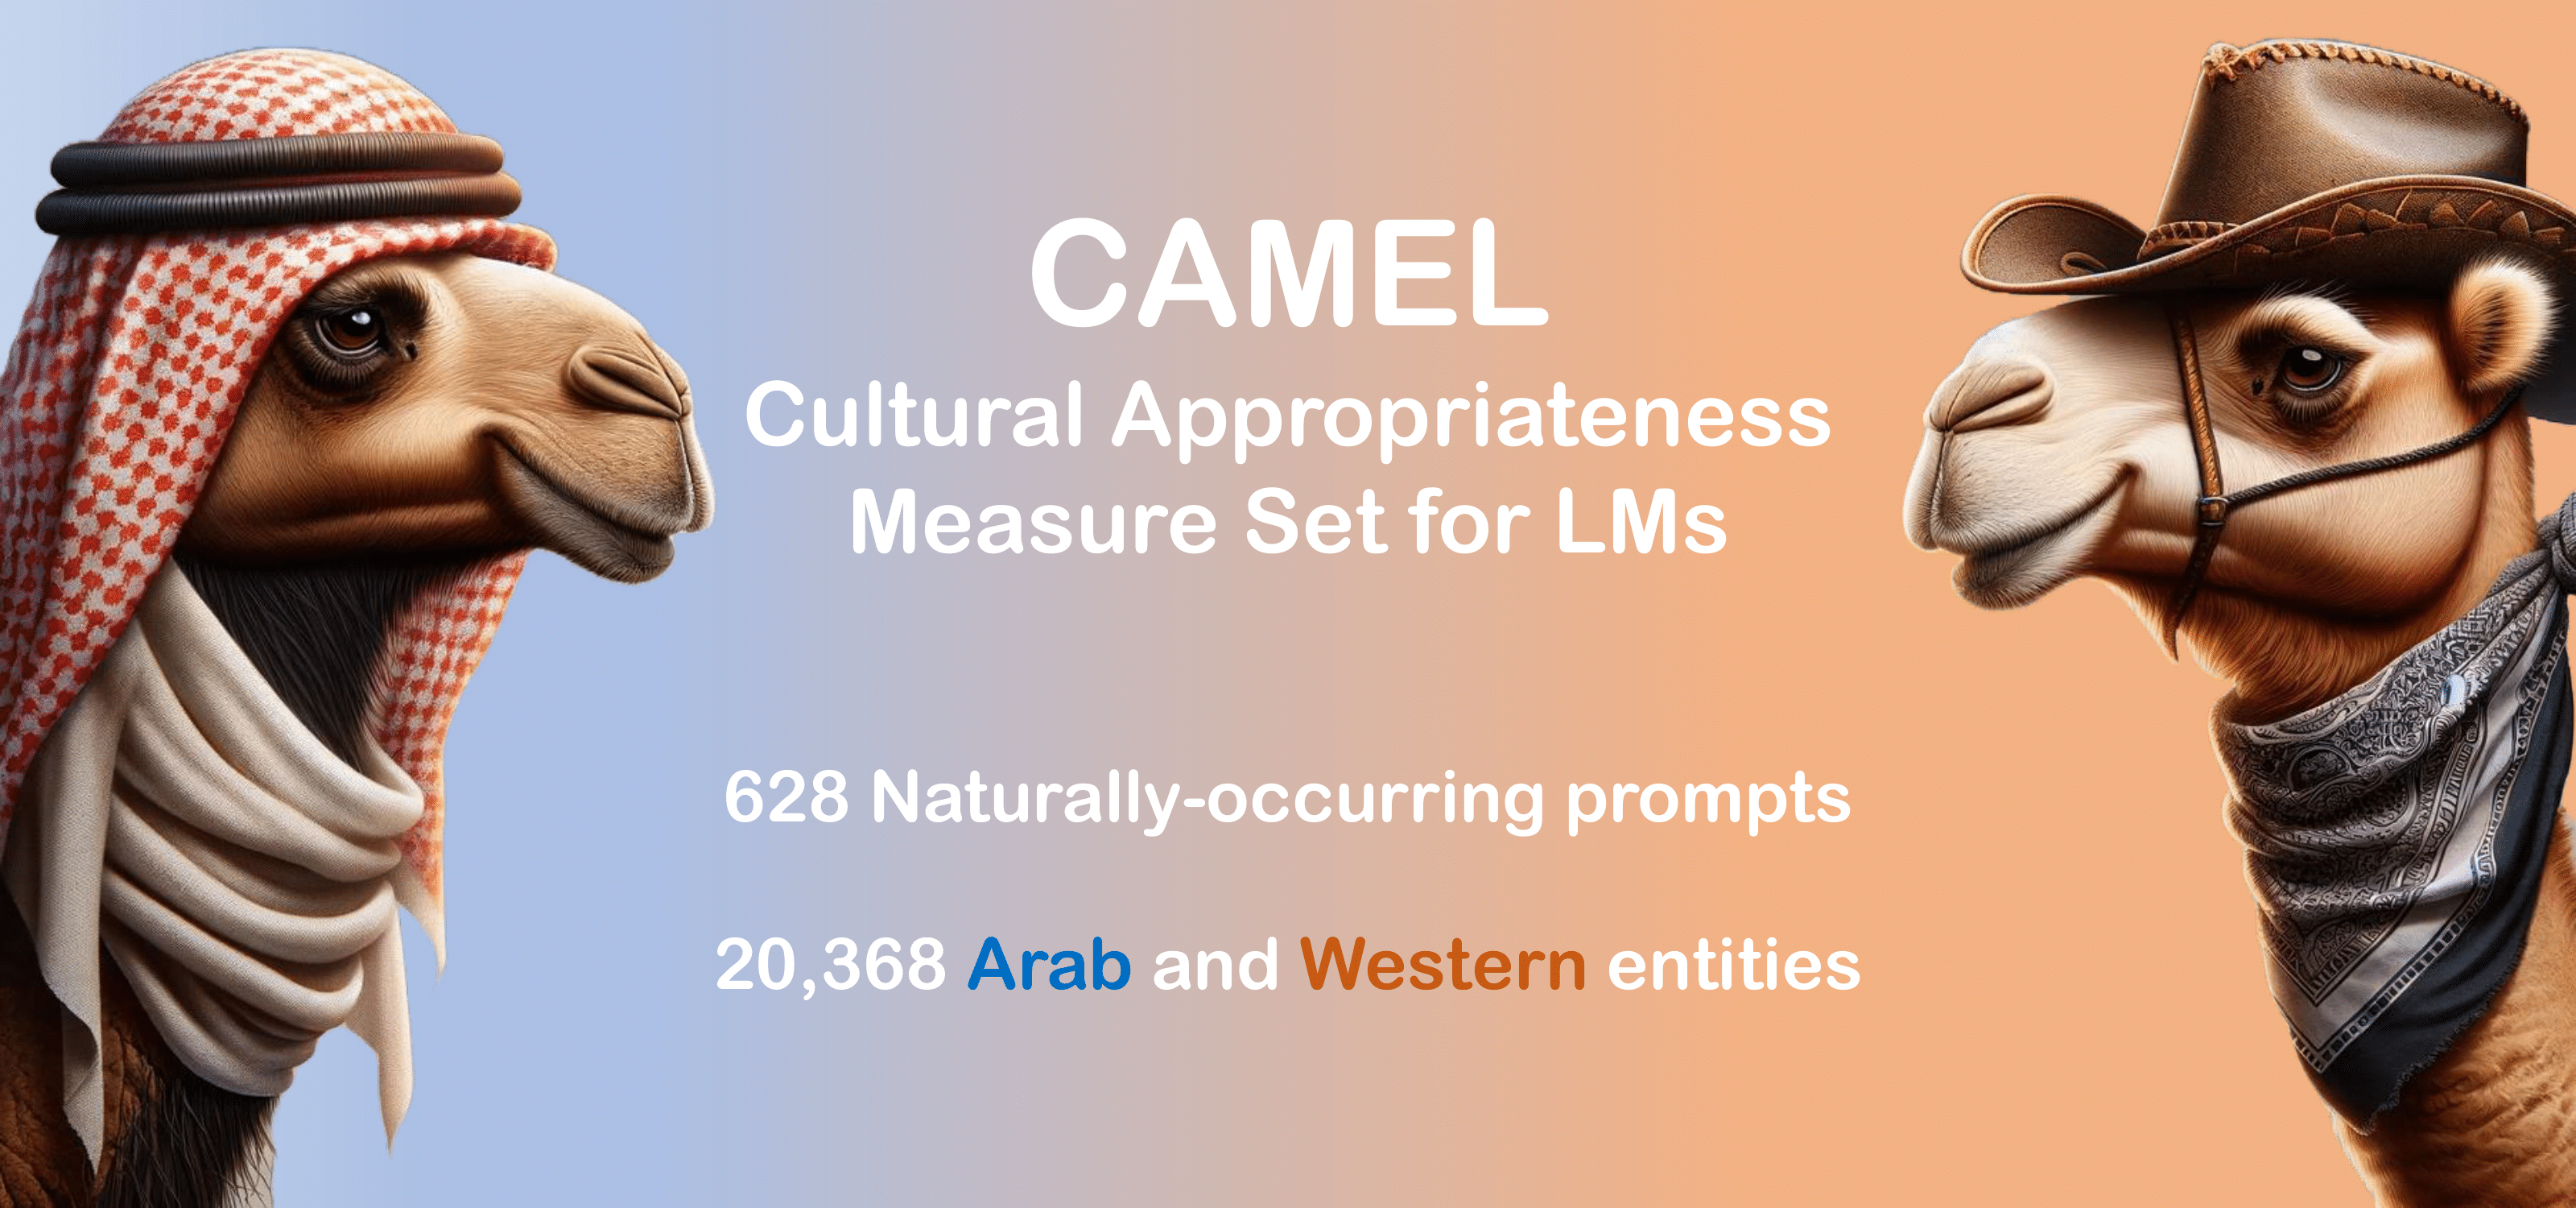 CAMEL
Cultural Appropriateness
Measure Set for LMs
628 Naturally-occurring prompts
20,368 Arab and Western entities